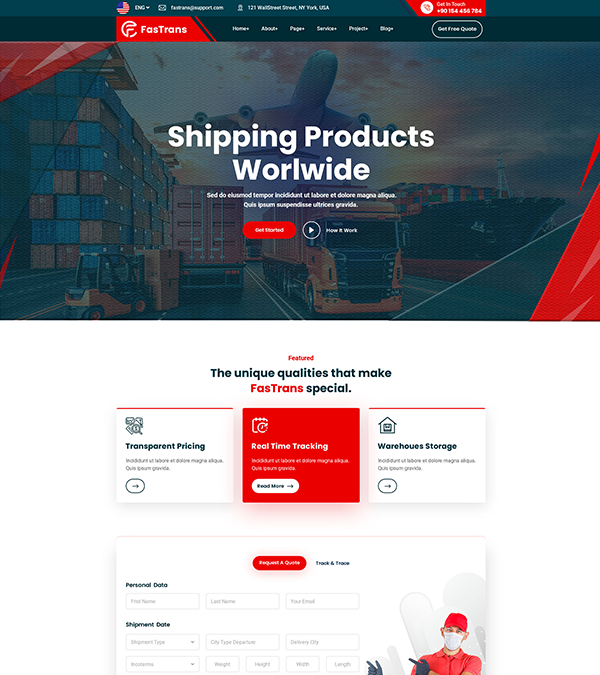 ENG fastrans@support.com 121 WallStreet Street, NY York, USA
Get In Touch
+90 154 456 784
FasTrans Home+ About+ Page+ Service+ Project+ Blog+ Get Free Quote
Shipping Products
Worlwide
Sed do eiusmod tempor incididunt ut labore et dolore magna aliqua.
Quis ipsum suspendisse ultrices gravida.
Get Started How It Work
Featured
The unique qualities that make
FasTrans special.
Transparent Pricing
Incididunt ut labore et dolore magna aliqua.
Quis ipsum gravida.
Real Time Tracking
Incididunt ut labore et dolore magna aliqua.
Quis ipsum gravida.
Read More
Warehoues Storage
Incididunt ut labore et dolore magna aliqua.
Quis ipsum gravida.
Request A Quote Track & Trace
Personal Data
First Name Last Name Your Email
Shipment Date
Shipment Type City Type Departure Delivery City
Incoterms Weight Height Width Length